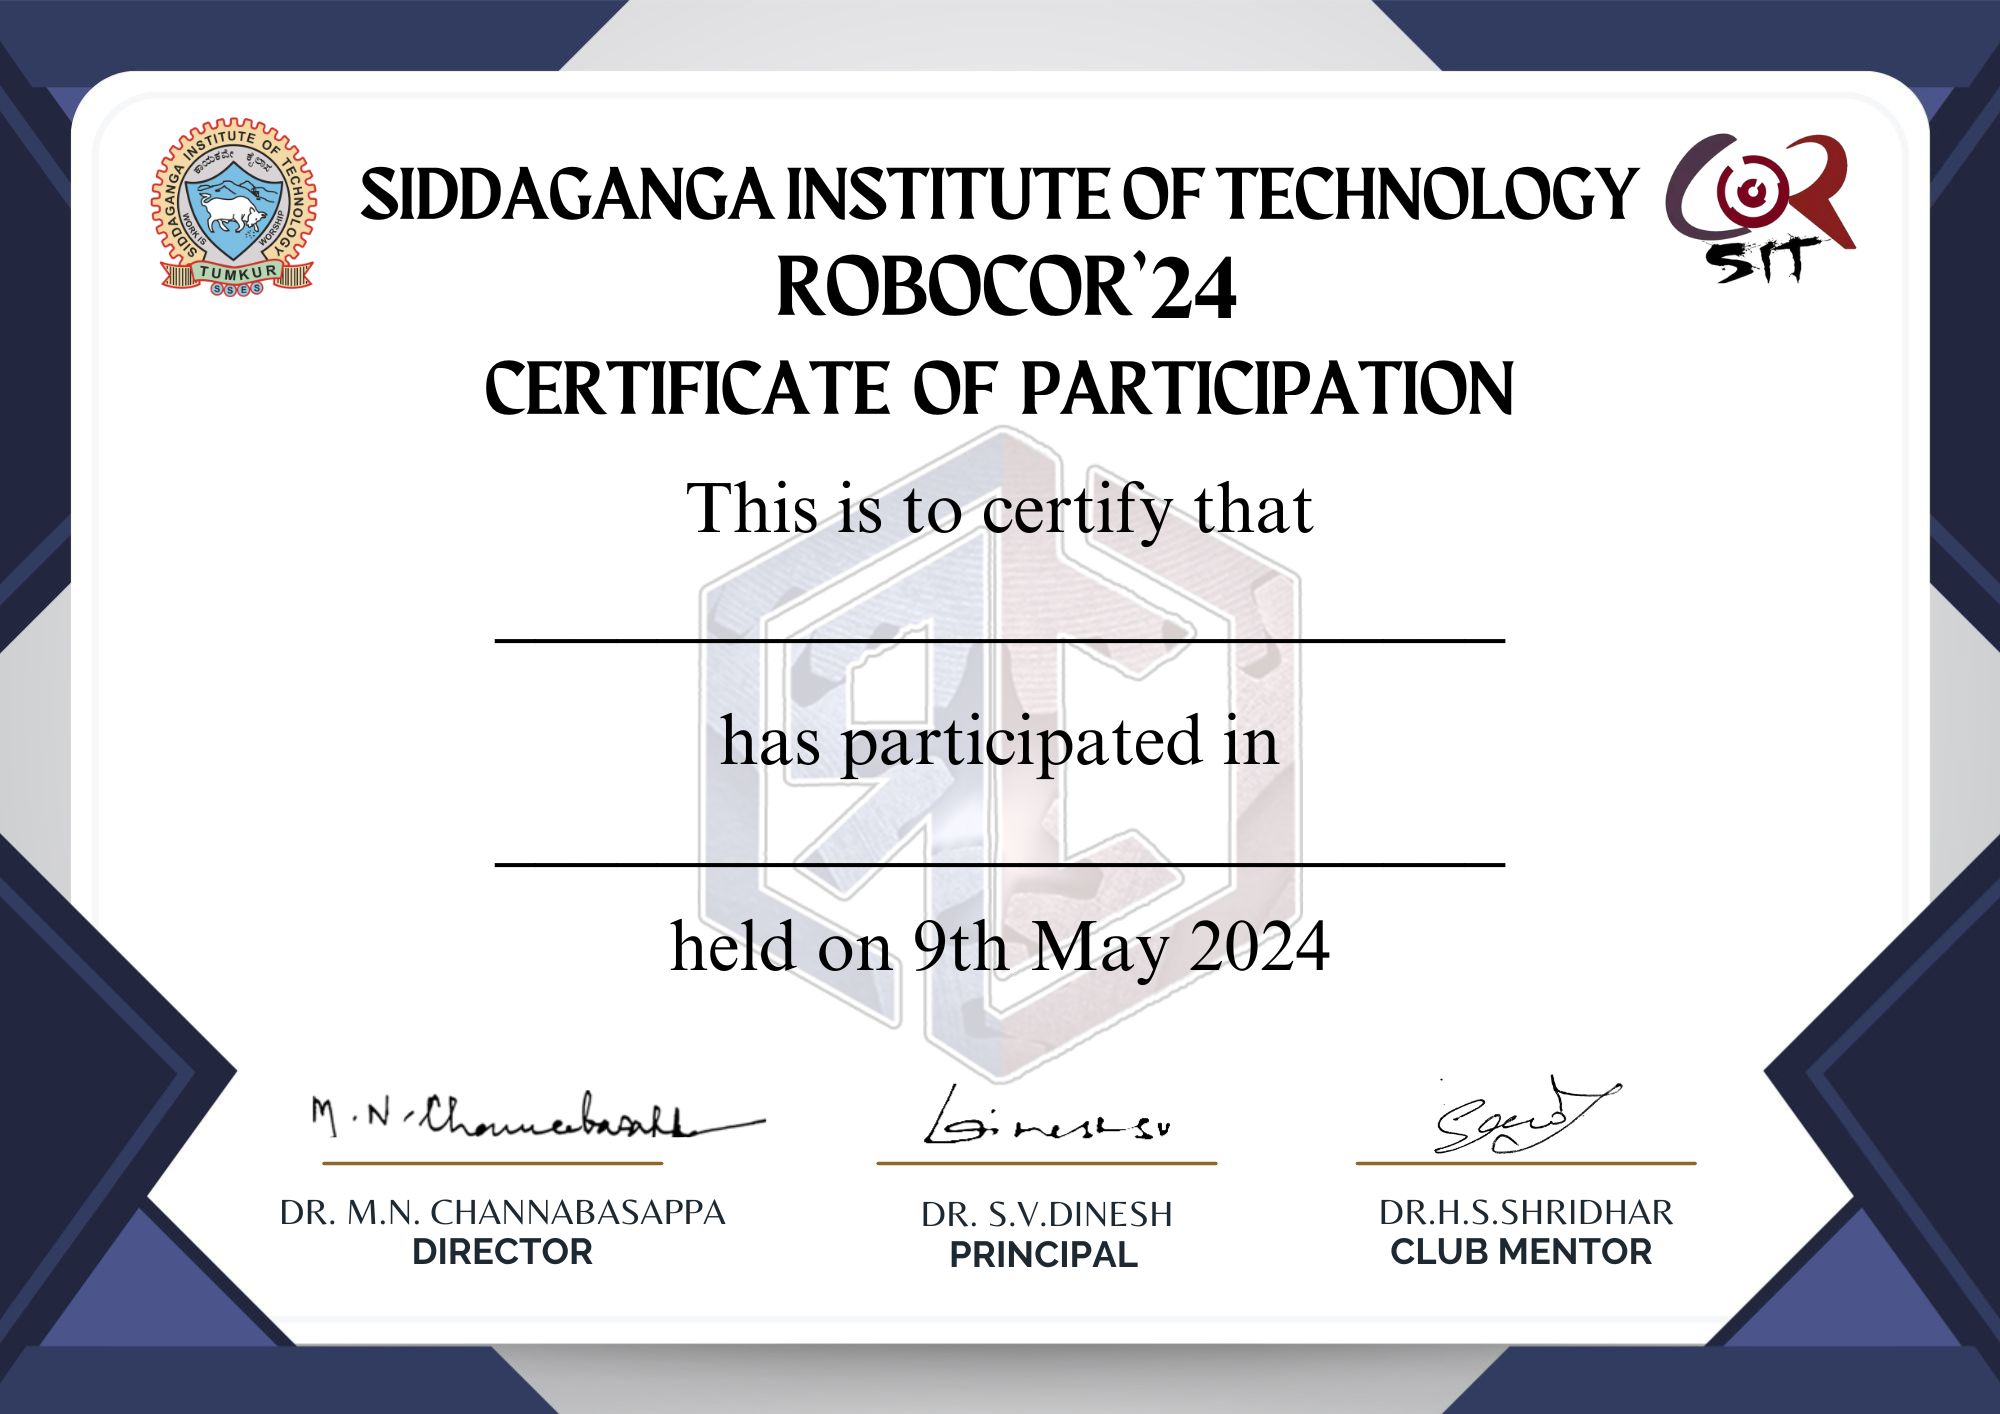 SIDDAGANGA INSTITUTE OF TECHNOLOGY
ಕಾಯಕವೇ ಕೈಲಾಸ
WORK IS WORSHIP
TUMKUR
SSES
SIDDAGANGA INSTITUTE OF TECHNOLOGY
COR
SIT
ROBOCOR'24
CERTIFICATE OF PARTICIPATION
This is to certify that
has participated in
held on 9th May 2024
M.N.Channabasappa
Dinesh SV
DR. M.N. CHANNABASAPPA
DIRECTOR
DR. S.V.DINESH
PRINCIPAL
DR.H.S.SHRIDHAR
CLUB MENTOR